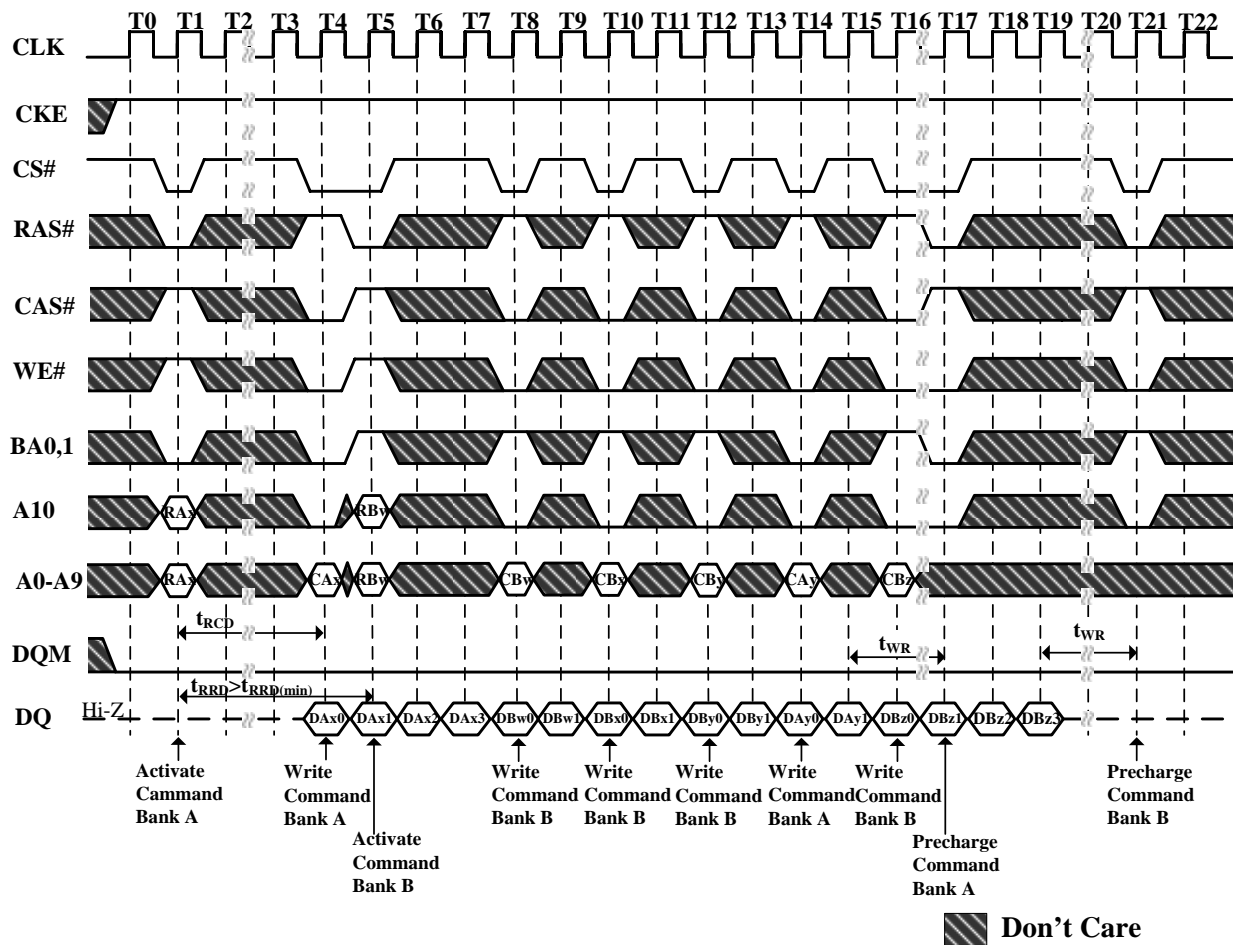 T0 T1 T2 T3 T4 T5 T6 T7 T8 T9 T10 T11 T12 T13 T14 T15 T16 T17 T18 T19 T20 T21 T22
CLK
CKE
CS#
RAS#
CAS#
WE#
BA0,1
A10 RAx RBw
A0-A9 RAx CAx RBw CBw CBx CBy CAy CBz
tRCD
tWR
tWR
DQM
tRRD>tRRD(min)
DQ Hi-Z DAx0 DAx1 DAx2 DAx3 DBw0 DBw1 DBx0 DBx1 DBy0 DBy1 DAy0 DAy1 DBz0 DBz1 DBz2 DBz3
Activate
Cammand
Bank A
Write
Command
Bank A
Activate
Command
Bank B
Write
Command
Bank B
Write
Command
Bank B
Write
Command
Bank B
Write
Command
Bank A
Write
Command
Bank B
Precharge
Command
Bank A
Precharge
Command
Bank B
Don't Care